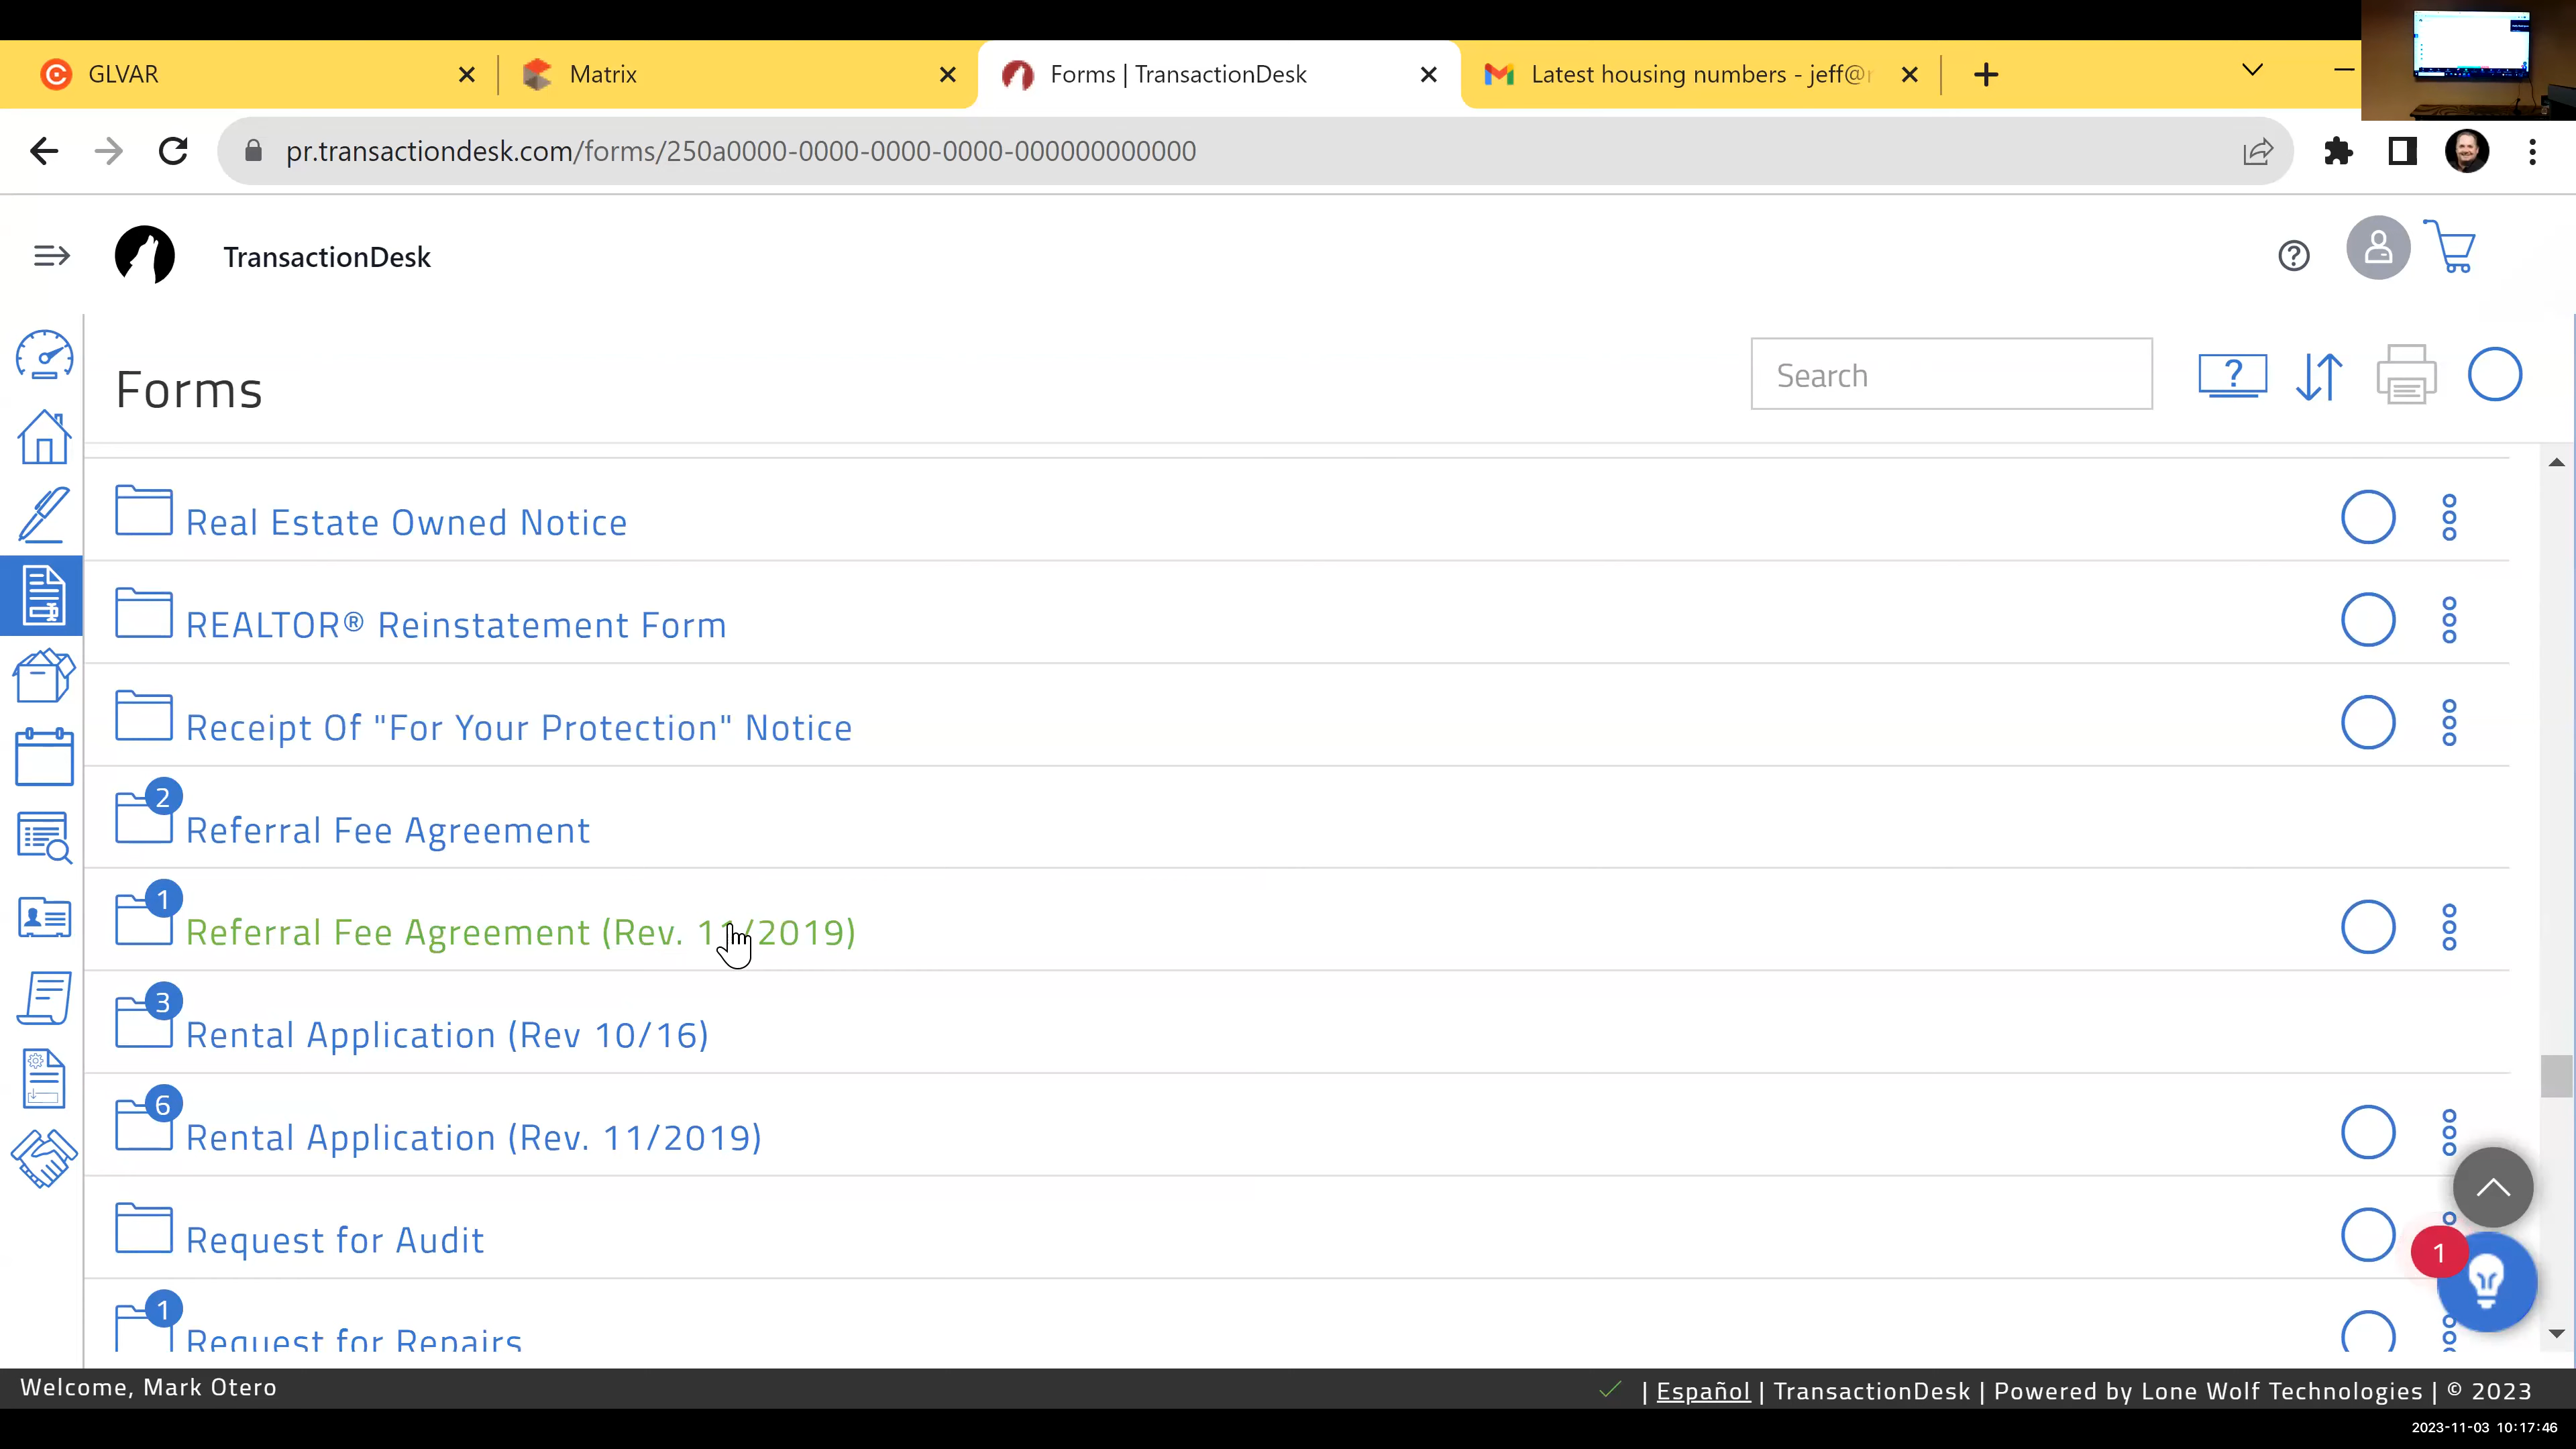 GLVAR
Matrix
Forms | TransactionDesk
Latest housing numbers - jeff@
pr.transactiondesk.com/forms/250a0000-0000-0000-0000-000000000000
TransactionDesk
Forms
Search
Real Estate Owned Notice
REALTOR® Reinstatement Form
Receipt Of "For Your Protection" Notice
2
Referral Fee Agreement
1
Referral Fee Agreement (Rev. 11/2019)
3
Rental Application (Rev 10/16)
6
Rental Application (Rev. 11/2019)
Request for Audit
1
1
Request for Repairs
Welcome, Mark Otero
| Español | TransactionDesk | Powered by Lone Wolf Technologies | © 2023
2023-11-03 10:17:46